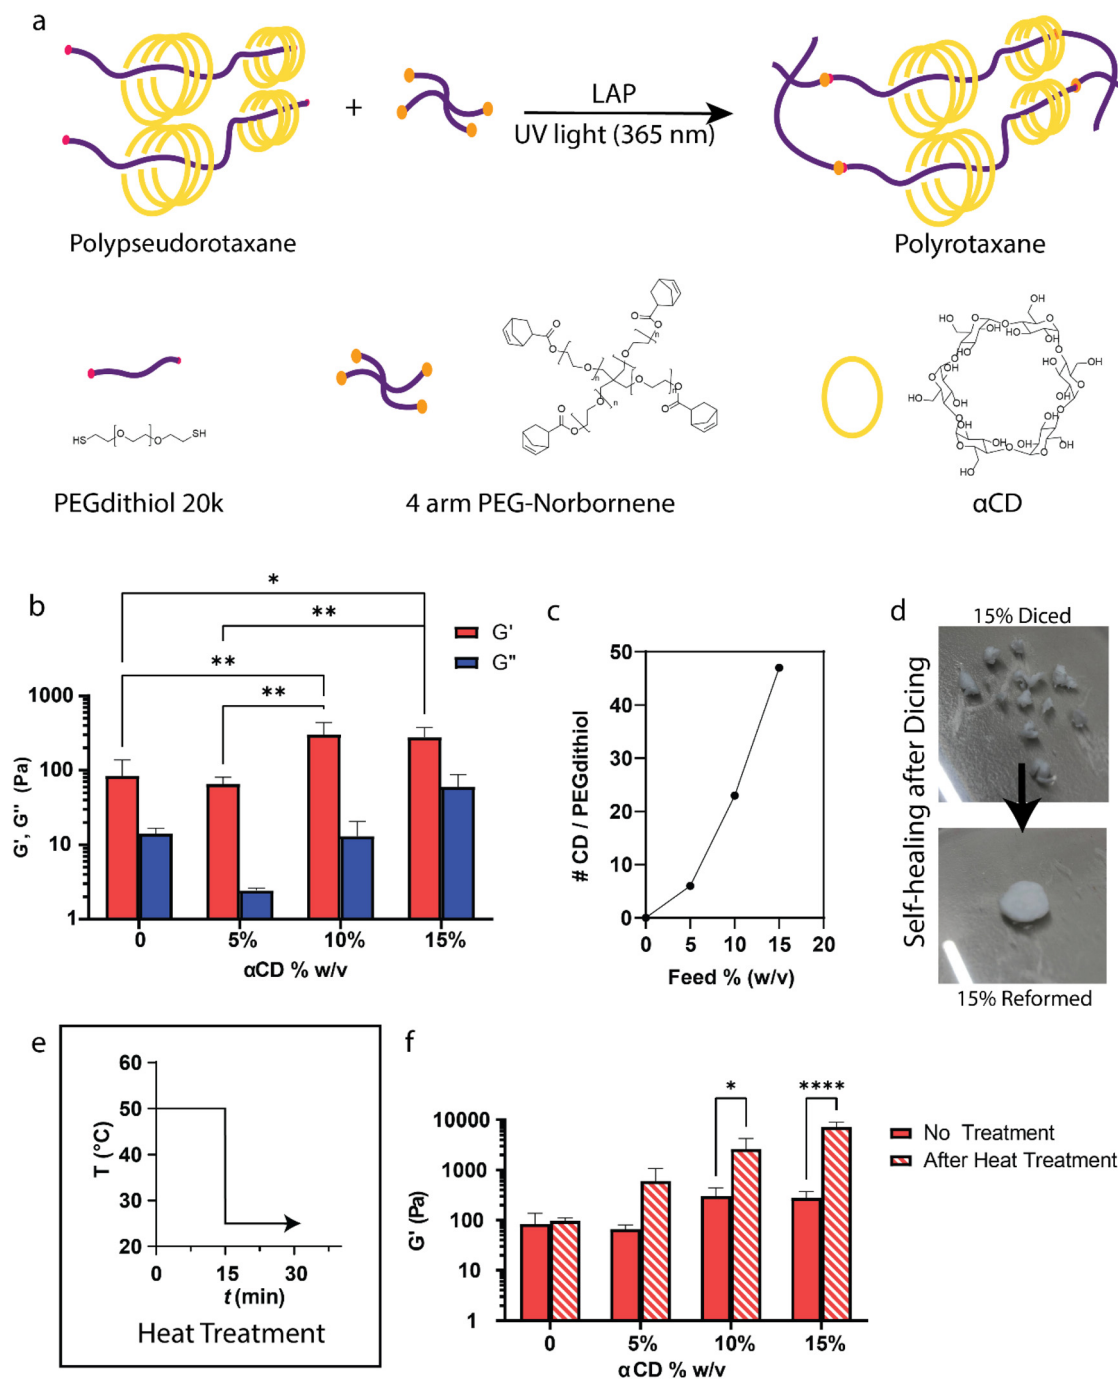 a
+
LAP
UV light (365 nm)
Polypseudorotaxane
Polyrotaxane
HS
O
O
SH
n
PEGdithiol 20k
4 arm PEG-Norbornene
αCD
b
*
**
**
**
G'
G"
G', G" (Pa)
1000
100
10
1
0
5%
10%
15%
αCD % w/v
c
# CD / PEGdithiol
50
40
30
20
10
0
0
5
10
15
20
Feed % (w/v)
d
15% Diced
Self-healing after Dicing
15% Reformed
e
T (°C)
60
50
40
30
20
0
15
30
t (min)
Heat Treatment
f
*
****
No Treatment
After Heat Treatment
G' (Pa)
10000
1000
100
10
1
0
5%
10%
15%
αCD % w/v